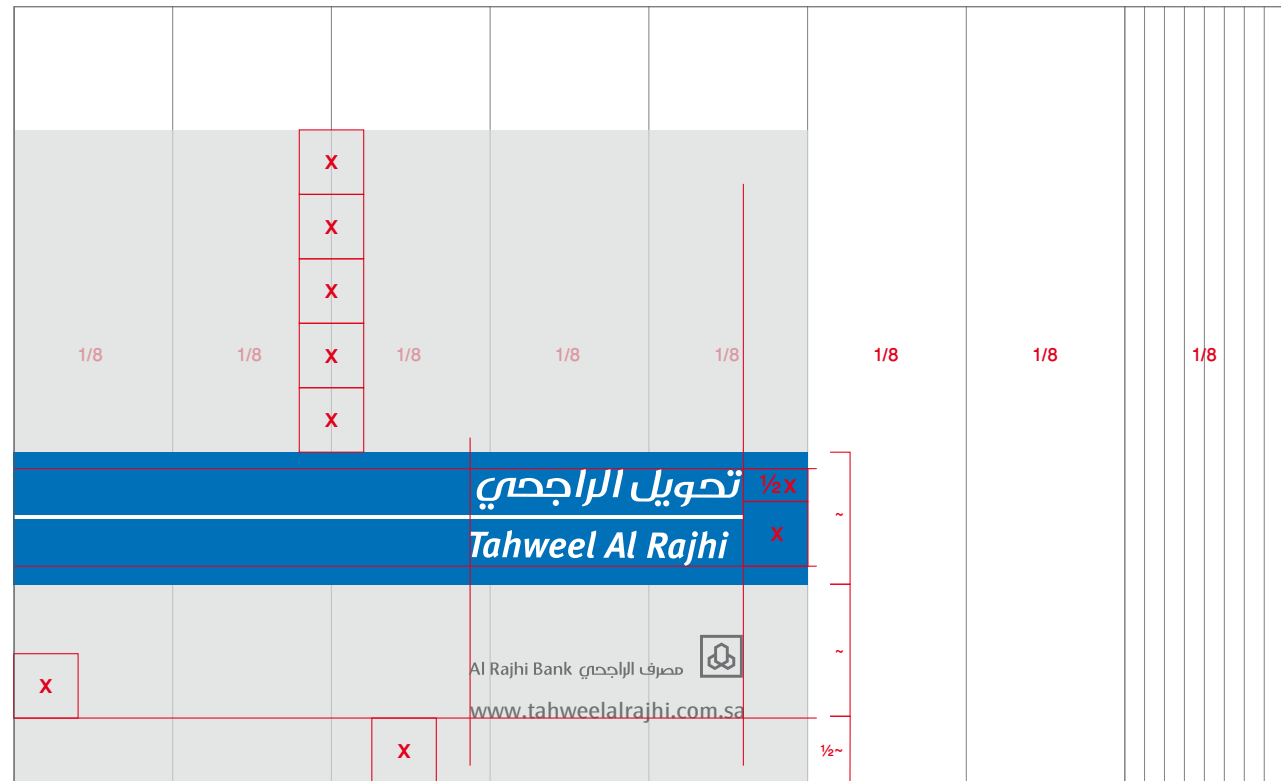 X
X
X
1/8 1/8 1/8 X 1/8 1/8 1/8 1/8 1/8
X
تحويل الراجحي ½x
~
Tahweel Al Rajhi X
~
Al Rajhi Bank مصرف الراجحي
X
www.tahweelalrajhi.com.sa
X ½~